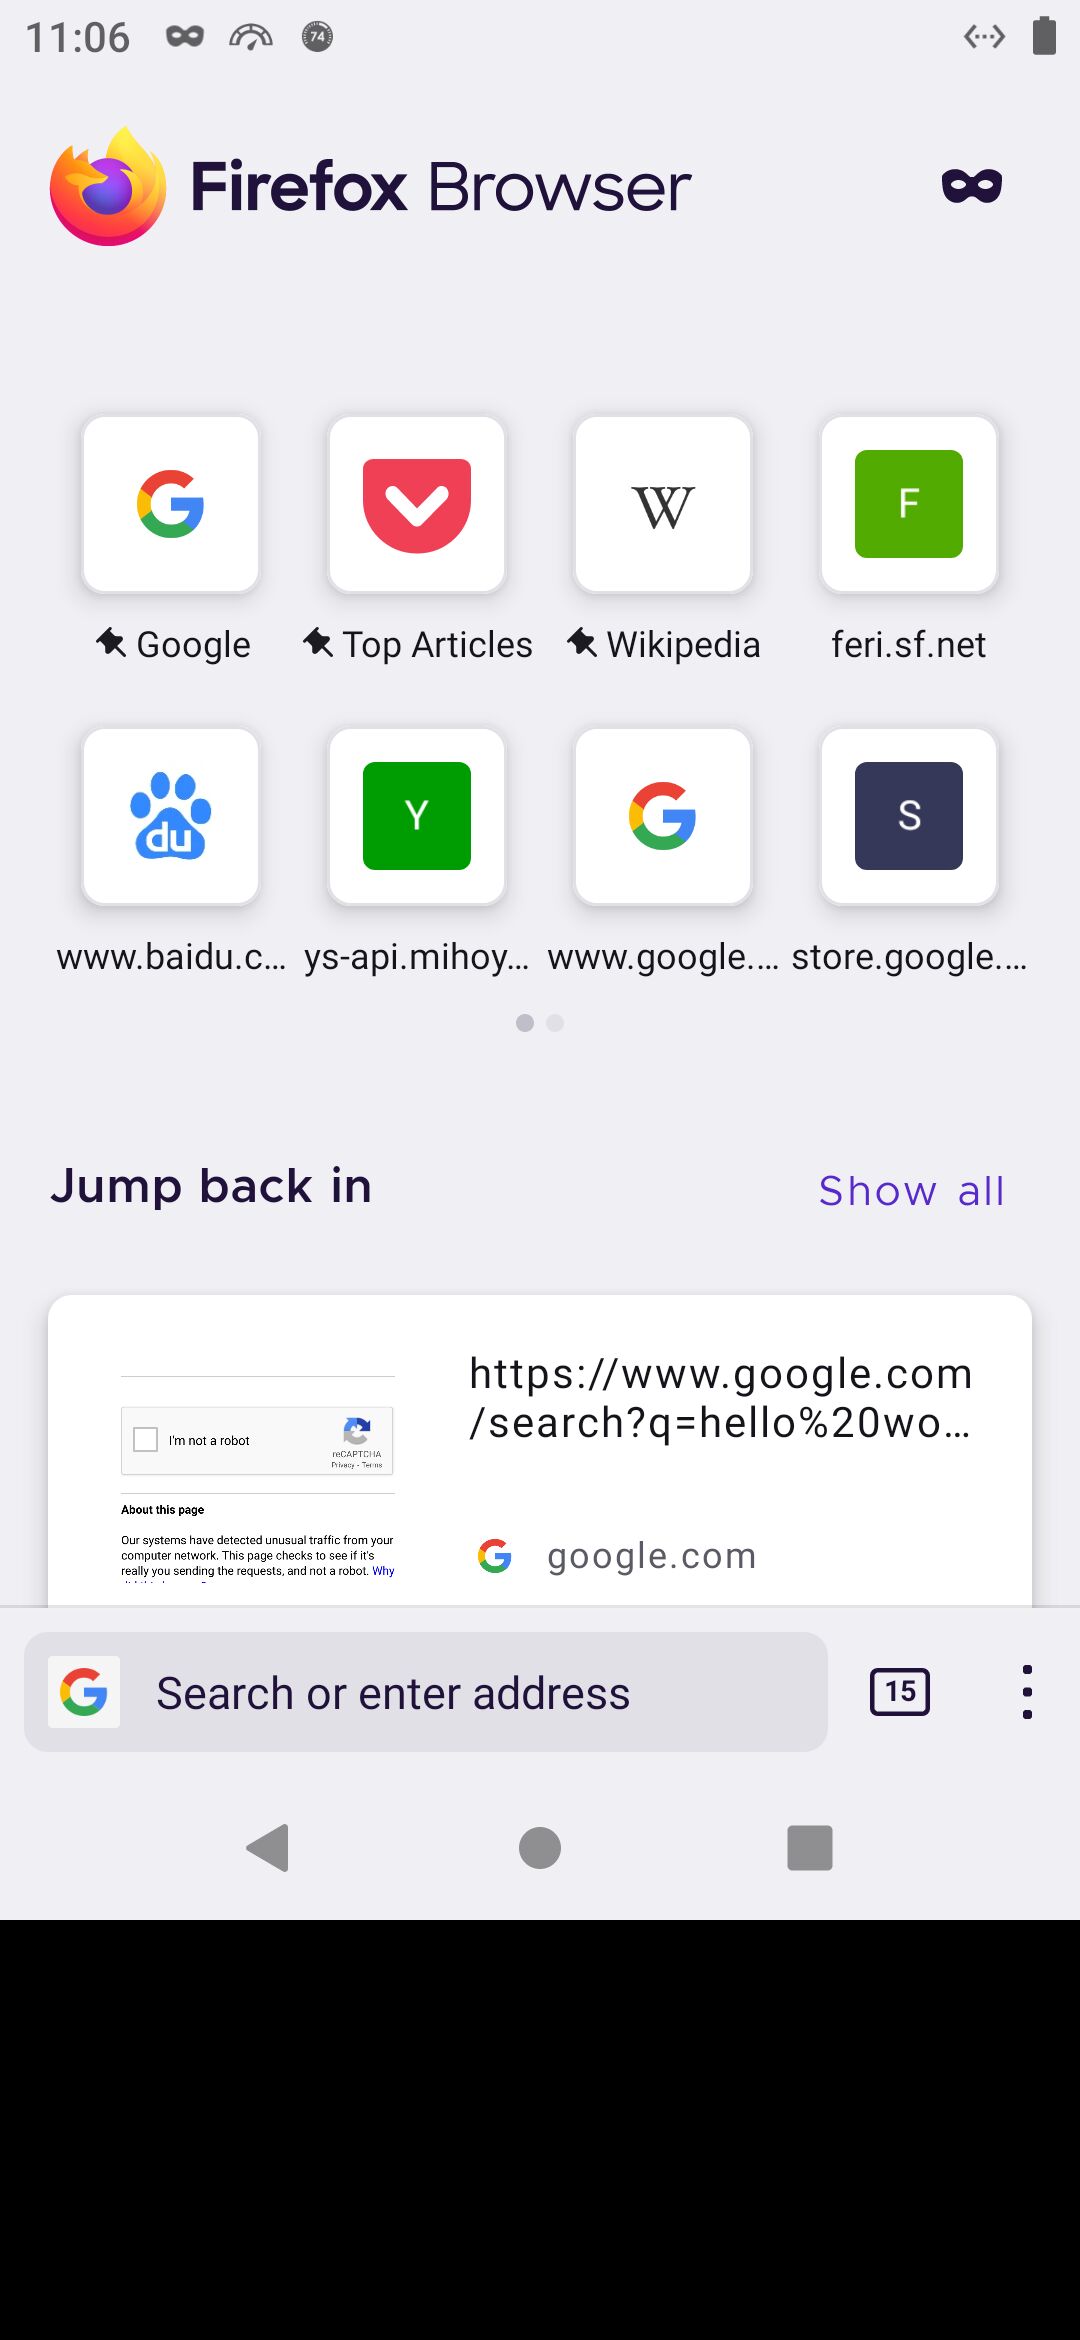 11:06
74
Firefox Browser
F
Google
Top Articles
W
Wikipedia
feri.sf.net
du
Y
S
www.baidu.c...
ys-api.mihoy...
www.google....
store.google....
Jump back in
Show all
https://www.google.com
/search?q=hello%20wo...
I'm not a robot
reCAPTCHA
Privacy - Terms
About this page
Our systems have detected unusual traffic from your
computer network. This page checks to see if it's
really you sending the requests, and not a robot. Why
google.com
Search or enter address
15